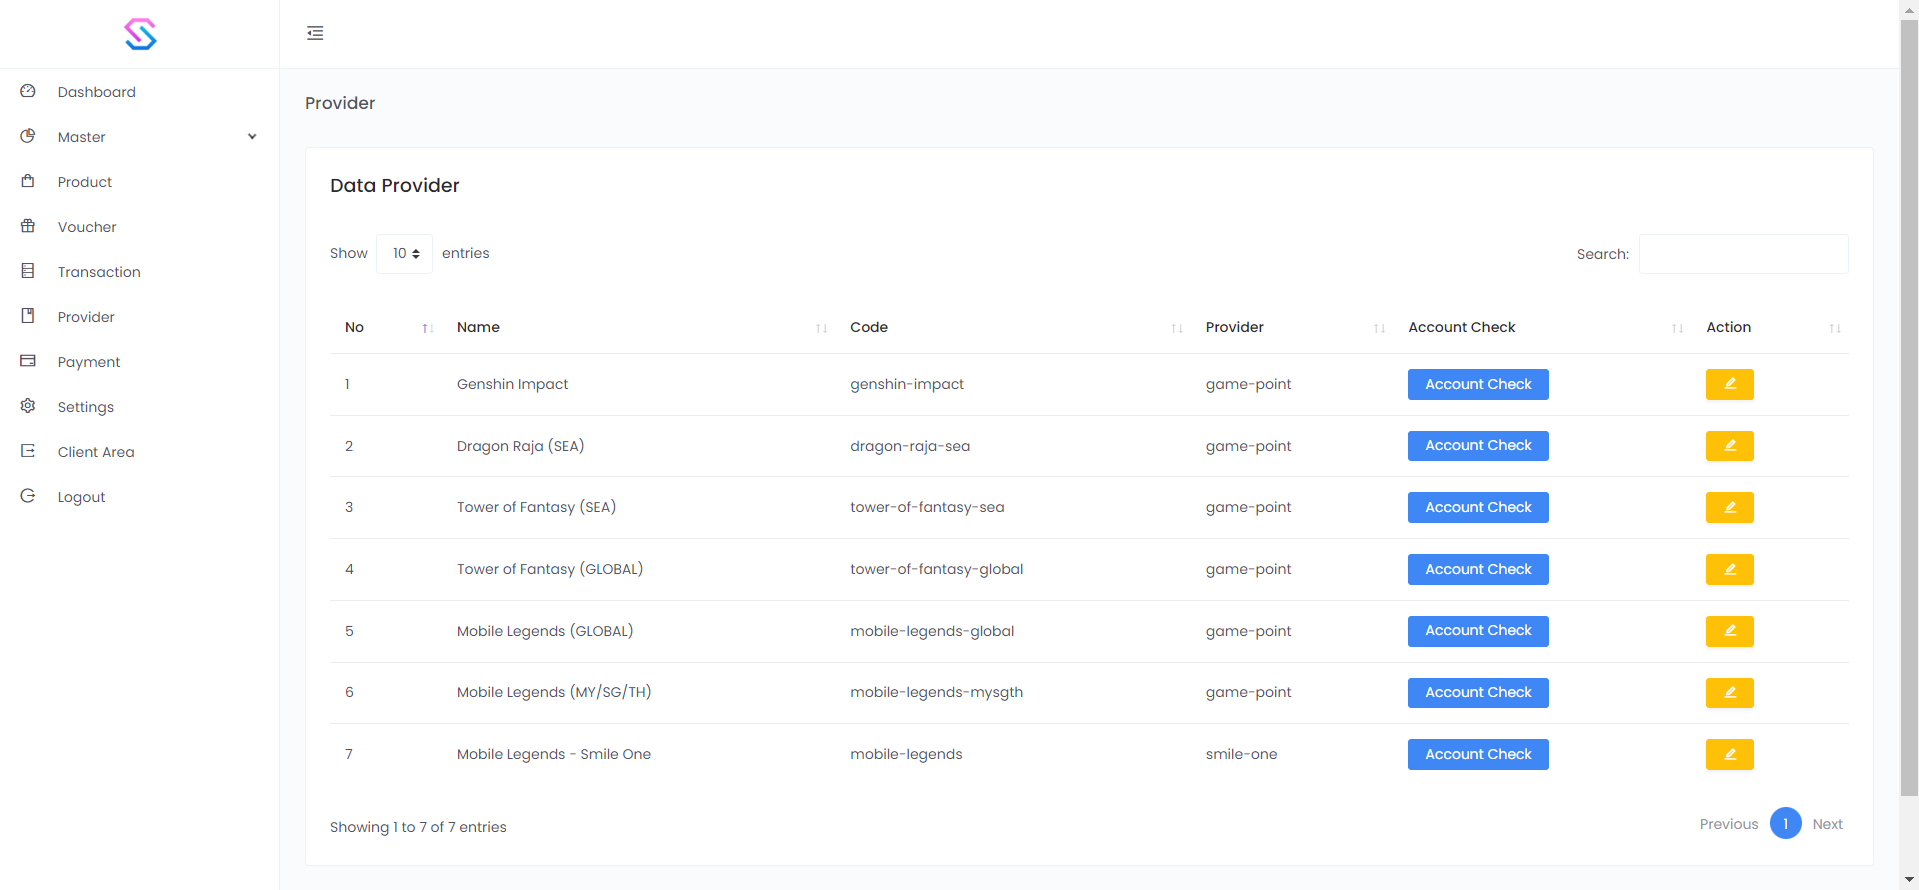 Dashboard
Master
Product
Voucher
Transaction
Provider
Payment
Settings
Client Area
Logout
Provider
Data Provider
Show 10 entries
Search:
No Name Code Provider Account Check Action
1 Genshin Impact genshin-impact game-point Account Check
2 Dragon Raja (SEA) dragon-raja-sea game-point Account Check
3 Tower of Fantasy (SEA) tower-of-fantasy-sea game-point Account Check
4 Tower of Fantasy (GLOBAL) tower-of-fantasy-global game-point Account Check
5 Mobile Legends (GLOBAL) mobile-legends-global game-point Account Check
6 Mobile Legends (MY/SG/TH) mobile-legends-mysgth game-point Account Check
7 Mobile Legends - Smile One mobile-legends smile-one Account Check
Showing 1 to 7 of 7 entries
Previous 1 Next